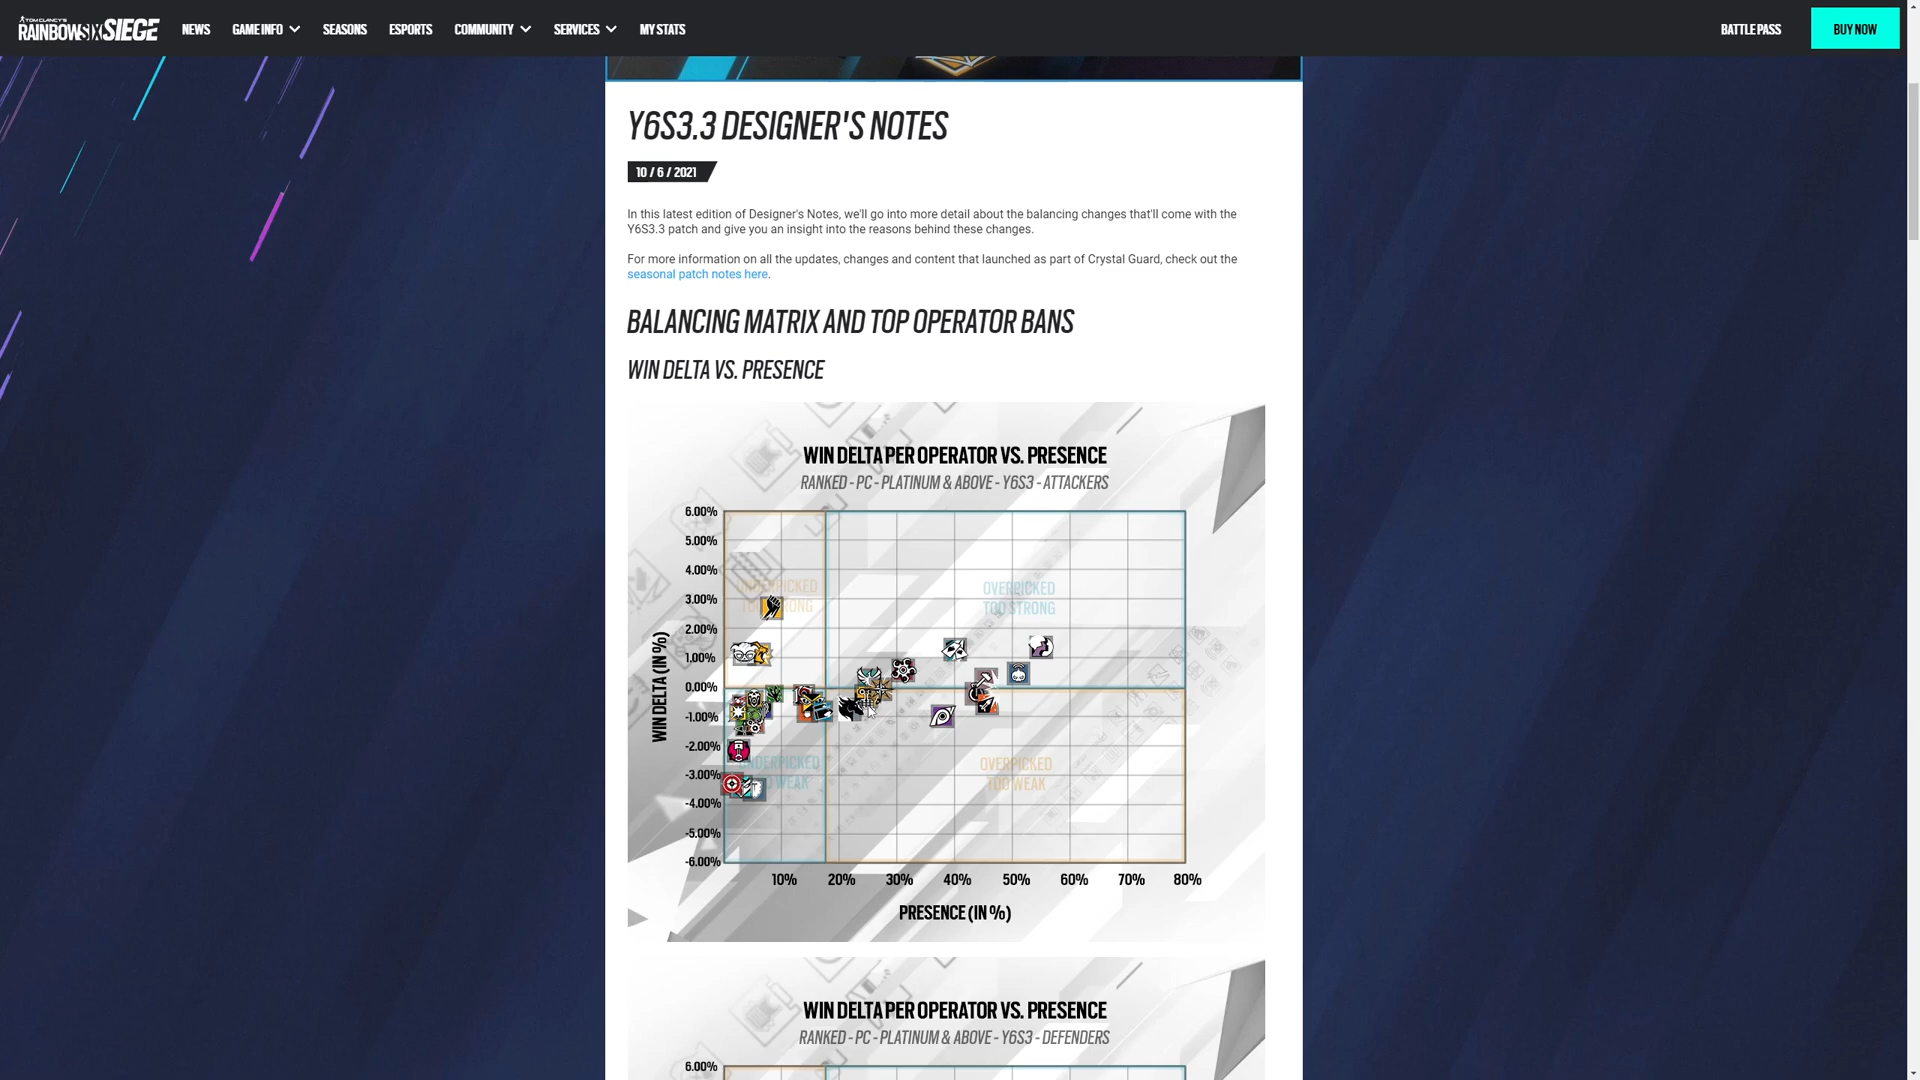 TOM CLANCY'S
RAINBOWSIX SIEGE
NEWS
GAME INFO
SEASONS
ESPORTS
COMMUNITY
SERVICES
MY STATS
BATTLE PASS
BUY NOW
Y6S3.3 DESIGNER'S NOTES
10 / 6 / 2021
In this latest edition of Designer's Notes, we'll go into more detail about the balancing changes that'll come with the
Y6S3.3 patch and give you an insight into the reasons behind these changes.
For more information on all the updates, changes and content that launched as part of Crystal Guard, check out the
seasonal patch notes here.
BALANCING MATRIX AND TOP OPERATOR BANS
WIN DELTA VS. PRESENCE
WIN DELTA PER OPERATOR VS. PRESENCE
RANKED - PC - PLATINUM & ABOVE - Y6S3 - ATTACKERS
6.00%
5.00%
4.00%
3.00%
2.00%
1.00%
0.00%
-1.00%
-2.00%
-3.00%
-4.00%
-5.00%
-6.00%
WIN DELTA (IN %)
OVERPICKED
TOO STRONG
OVERPICKED
TOO WEAK
10%
20%
30%
40%
50%
60%
70%
80%
PRESENCE (IN %)
WIN DELTA PER OPERATOR VS. PRESENCE
RANKED - PC - PLATINUM & ABOVE - Y6S3 - DEFENDERS
6.00%